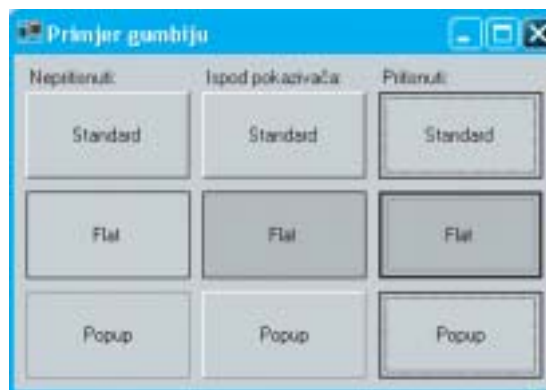 Primjer gumbiju
Nepritisnuti: Ispod pokazivača: Pritisnuti:
Standard Standard Standard
Flat Flat Flat
Popup Popup Popup